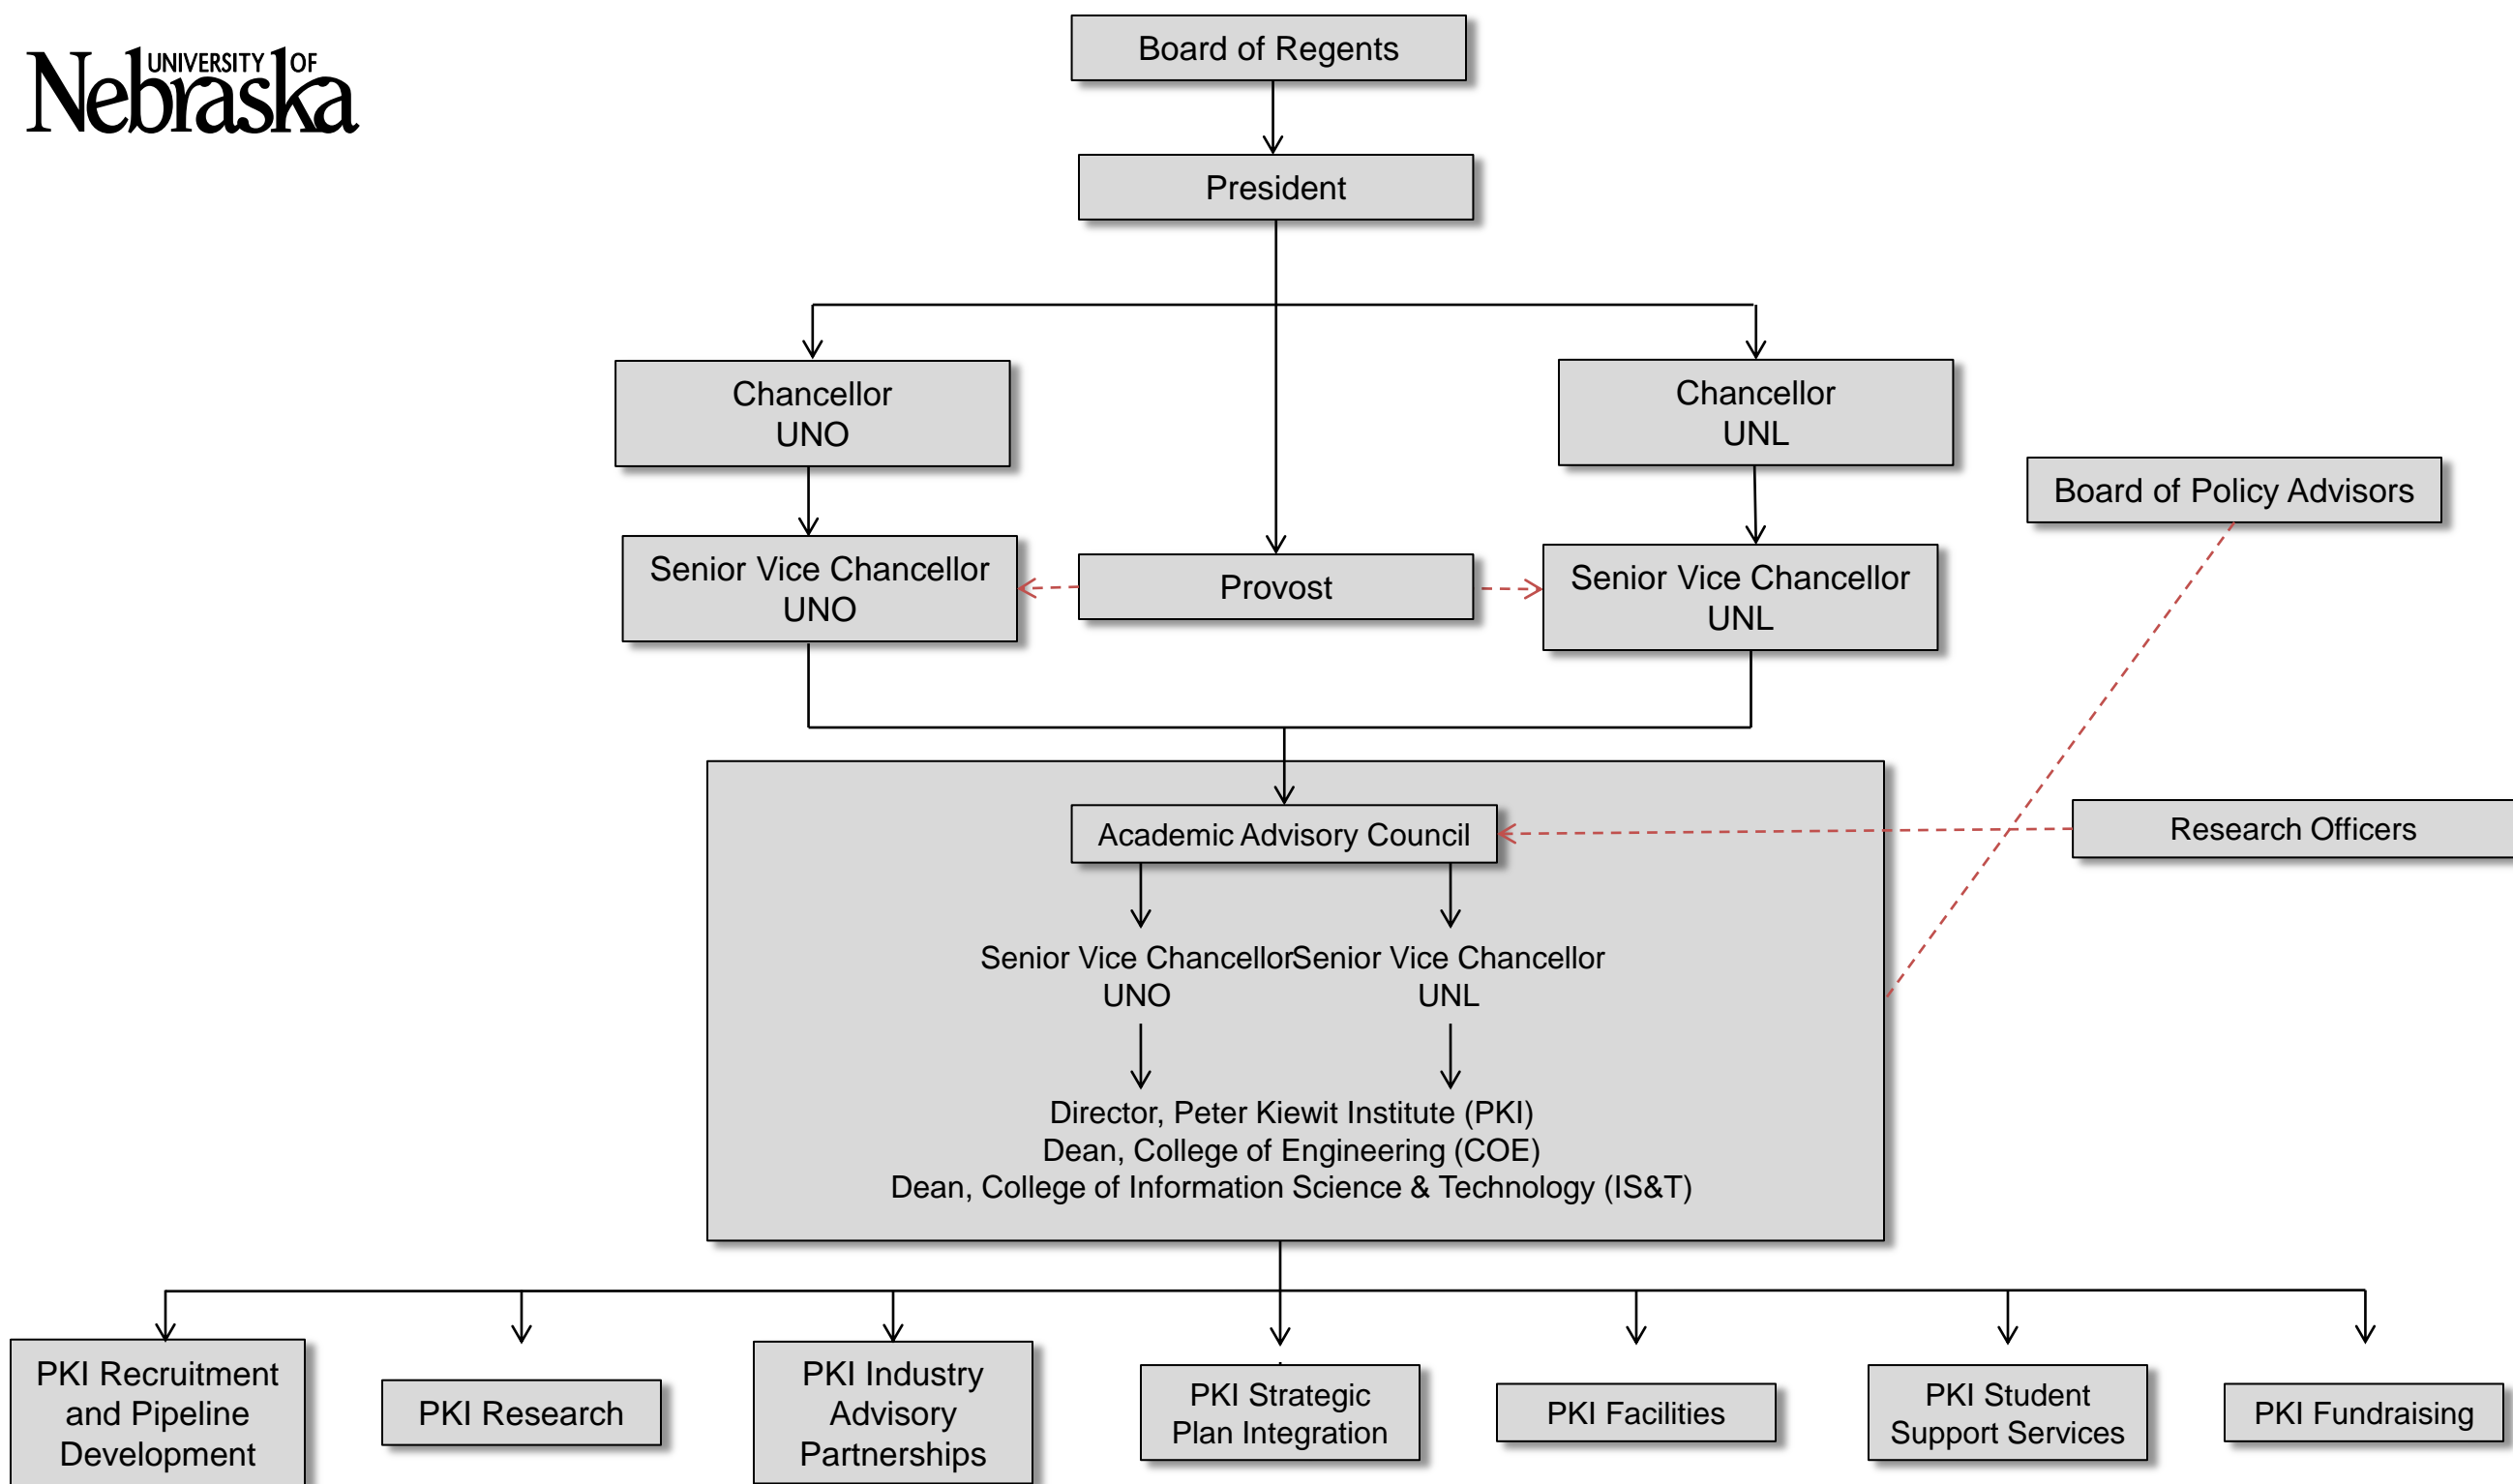 UNIVERSITY OF
Nebraska
Board of Regents
President
Chancellor
UNO
Chancellor
UNL
Board of Policy Advisors
Senior Vice Chancellor
UNO
Provost
Senior Vice Chancellor
UNL
Academic Advisory Council
Research Officers
Senior Vice Chancellor
UNO
Senior Vice Chancellor
UNL
Director, Peter Kiewit Institute (PKI)
Dean, College of Engineering (COE)
Dean, College of Information Science & Technology (IS&T)
PKI Recruitment
and Pipeline
Development
PKI Research
PKI Industry
Advisory
Partnerships
PKI Strategic
Plan Integration
PKI Facilities
PKI Student
Support Services
PKI Fundraising